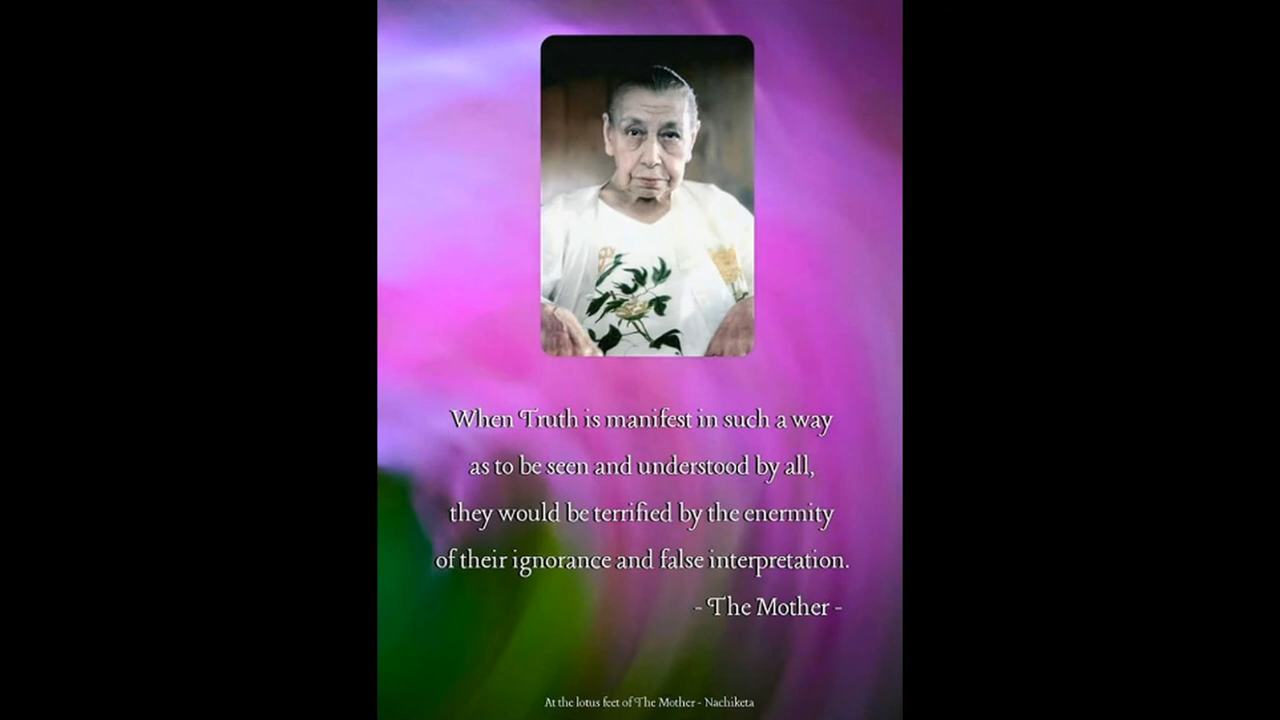 When Truth is manifest in such a way
as to be seen and understood by all,
they would be terrified by the enermity
of their ignorance and false interpretation.
- The Mother -
At the lotus feet of The Mother - Nachiketa